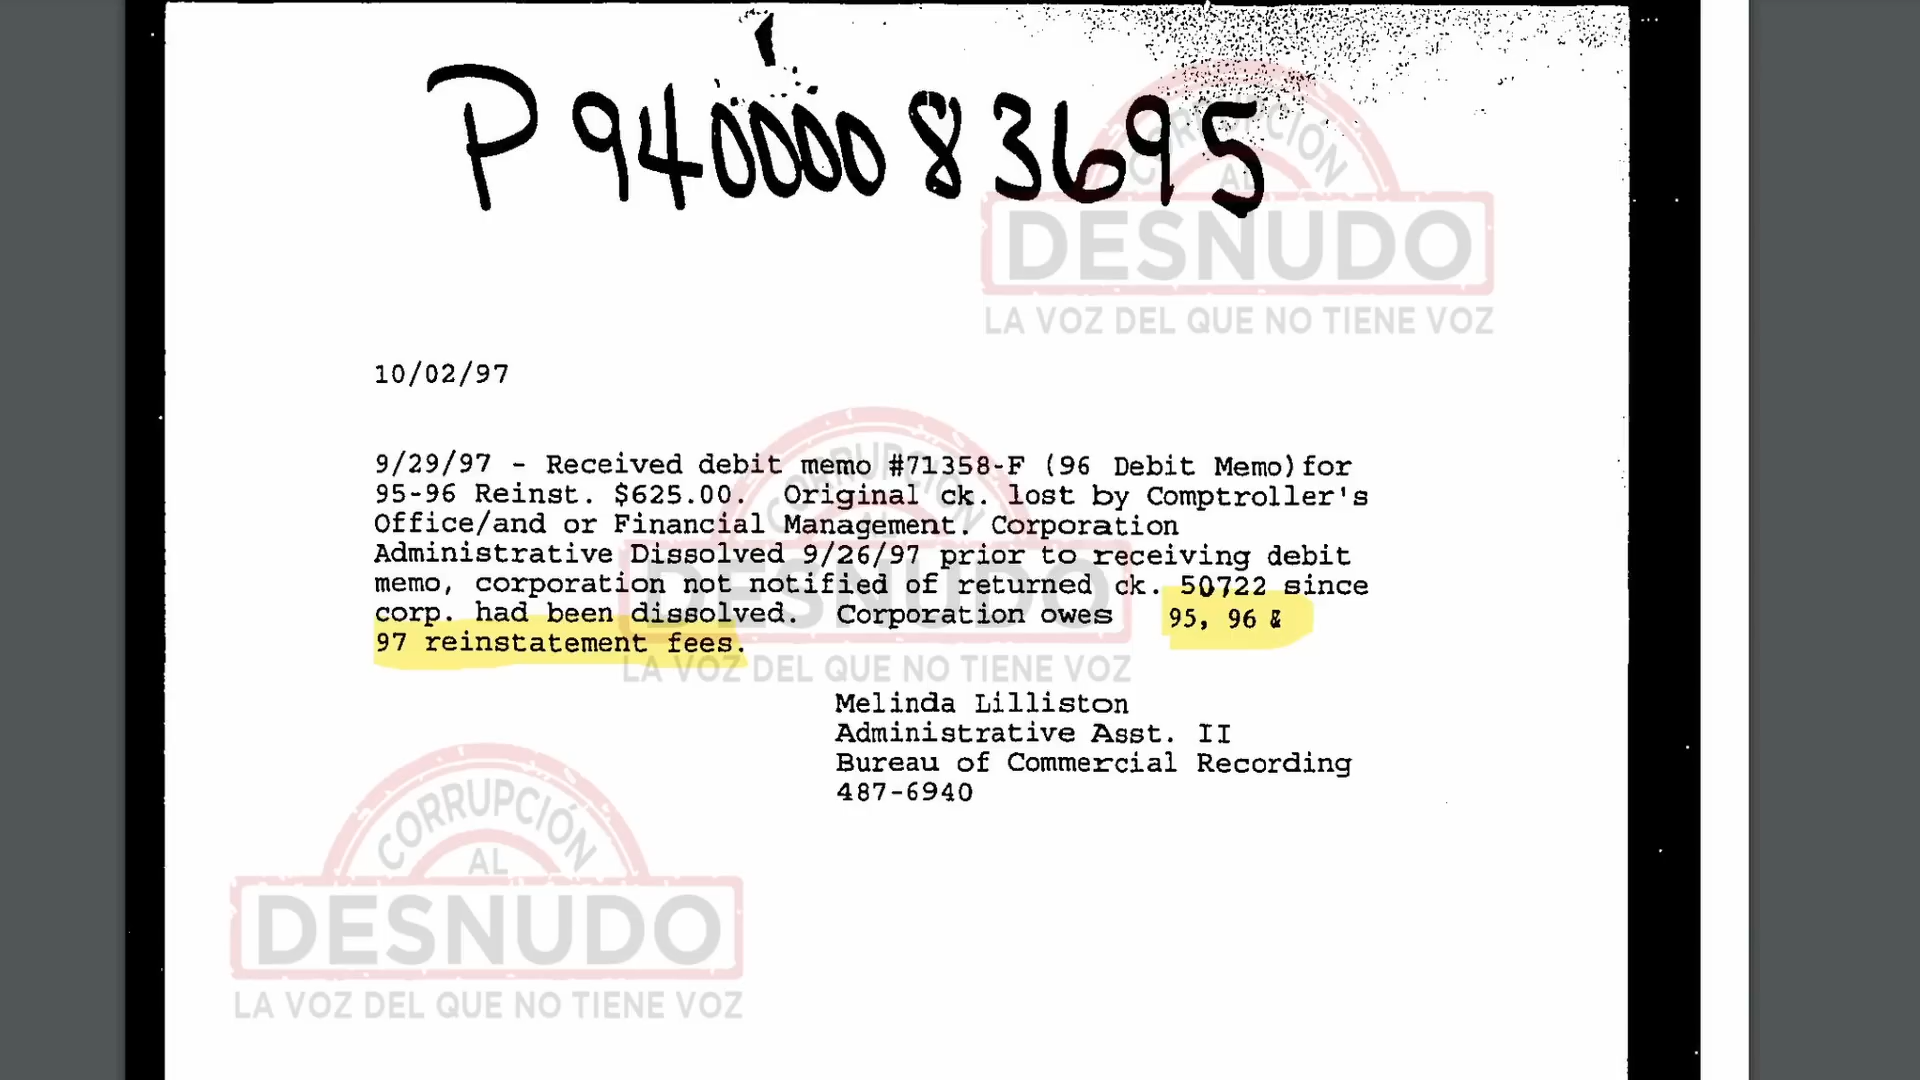 P94000083695
CORRUPCIÓN
AL
DESNUDO
LA VOZ DEL QUE NO TIENE VOZ
10/02/97
9/29/97 - Received debit memo #71358-F (96 Debit Memo)for
95-96 Reinst. $625.00. Original ck. lost by Comptroller's
Office/and or Financial Management. Corporation
Administrative Dissolved 9/26/97 prior to receiving debit
memo, corporation not notified of returned ck. 50722 since
corp. had been dissolved. Corporation owes 95, 96 &
97 reinstatement fees.
CORRUPCIÓN
AL
DESNUDO
LA VOZ DEL QUE NO TIENE VOZ
Melinda Lilliston
Administrative Asst. II
Bureau of Commercial Recording
487-6940
CORRUPCIÓN
AL
DESNUDO
LA VOZ DEL QUE NO TIENE VOZ